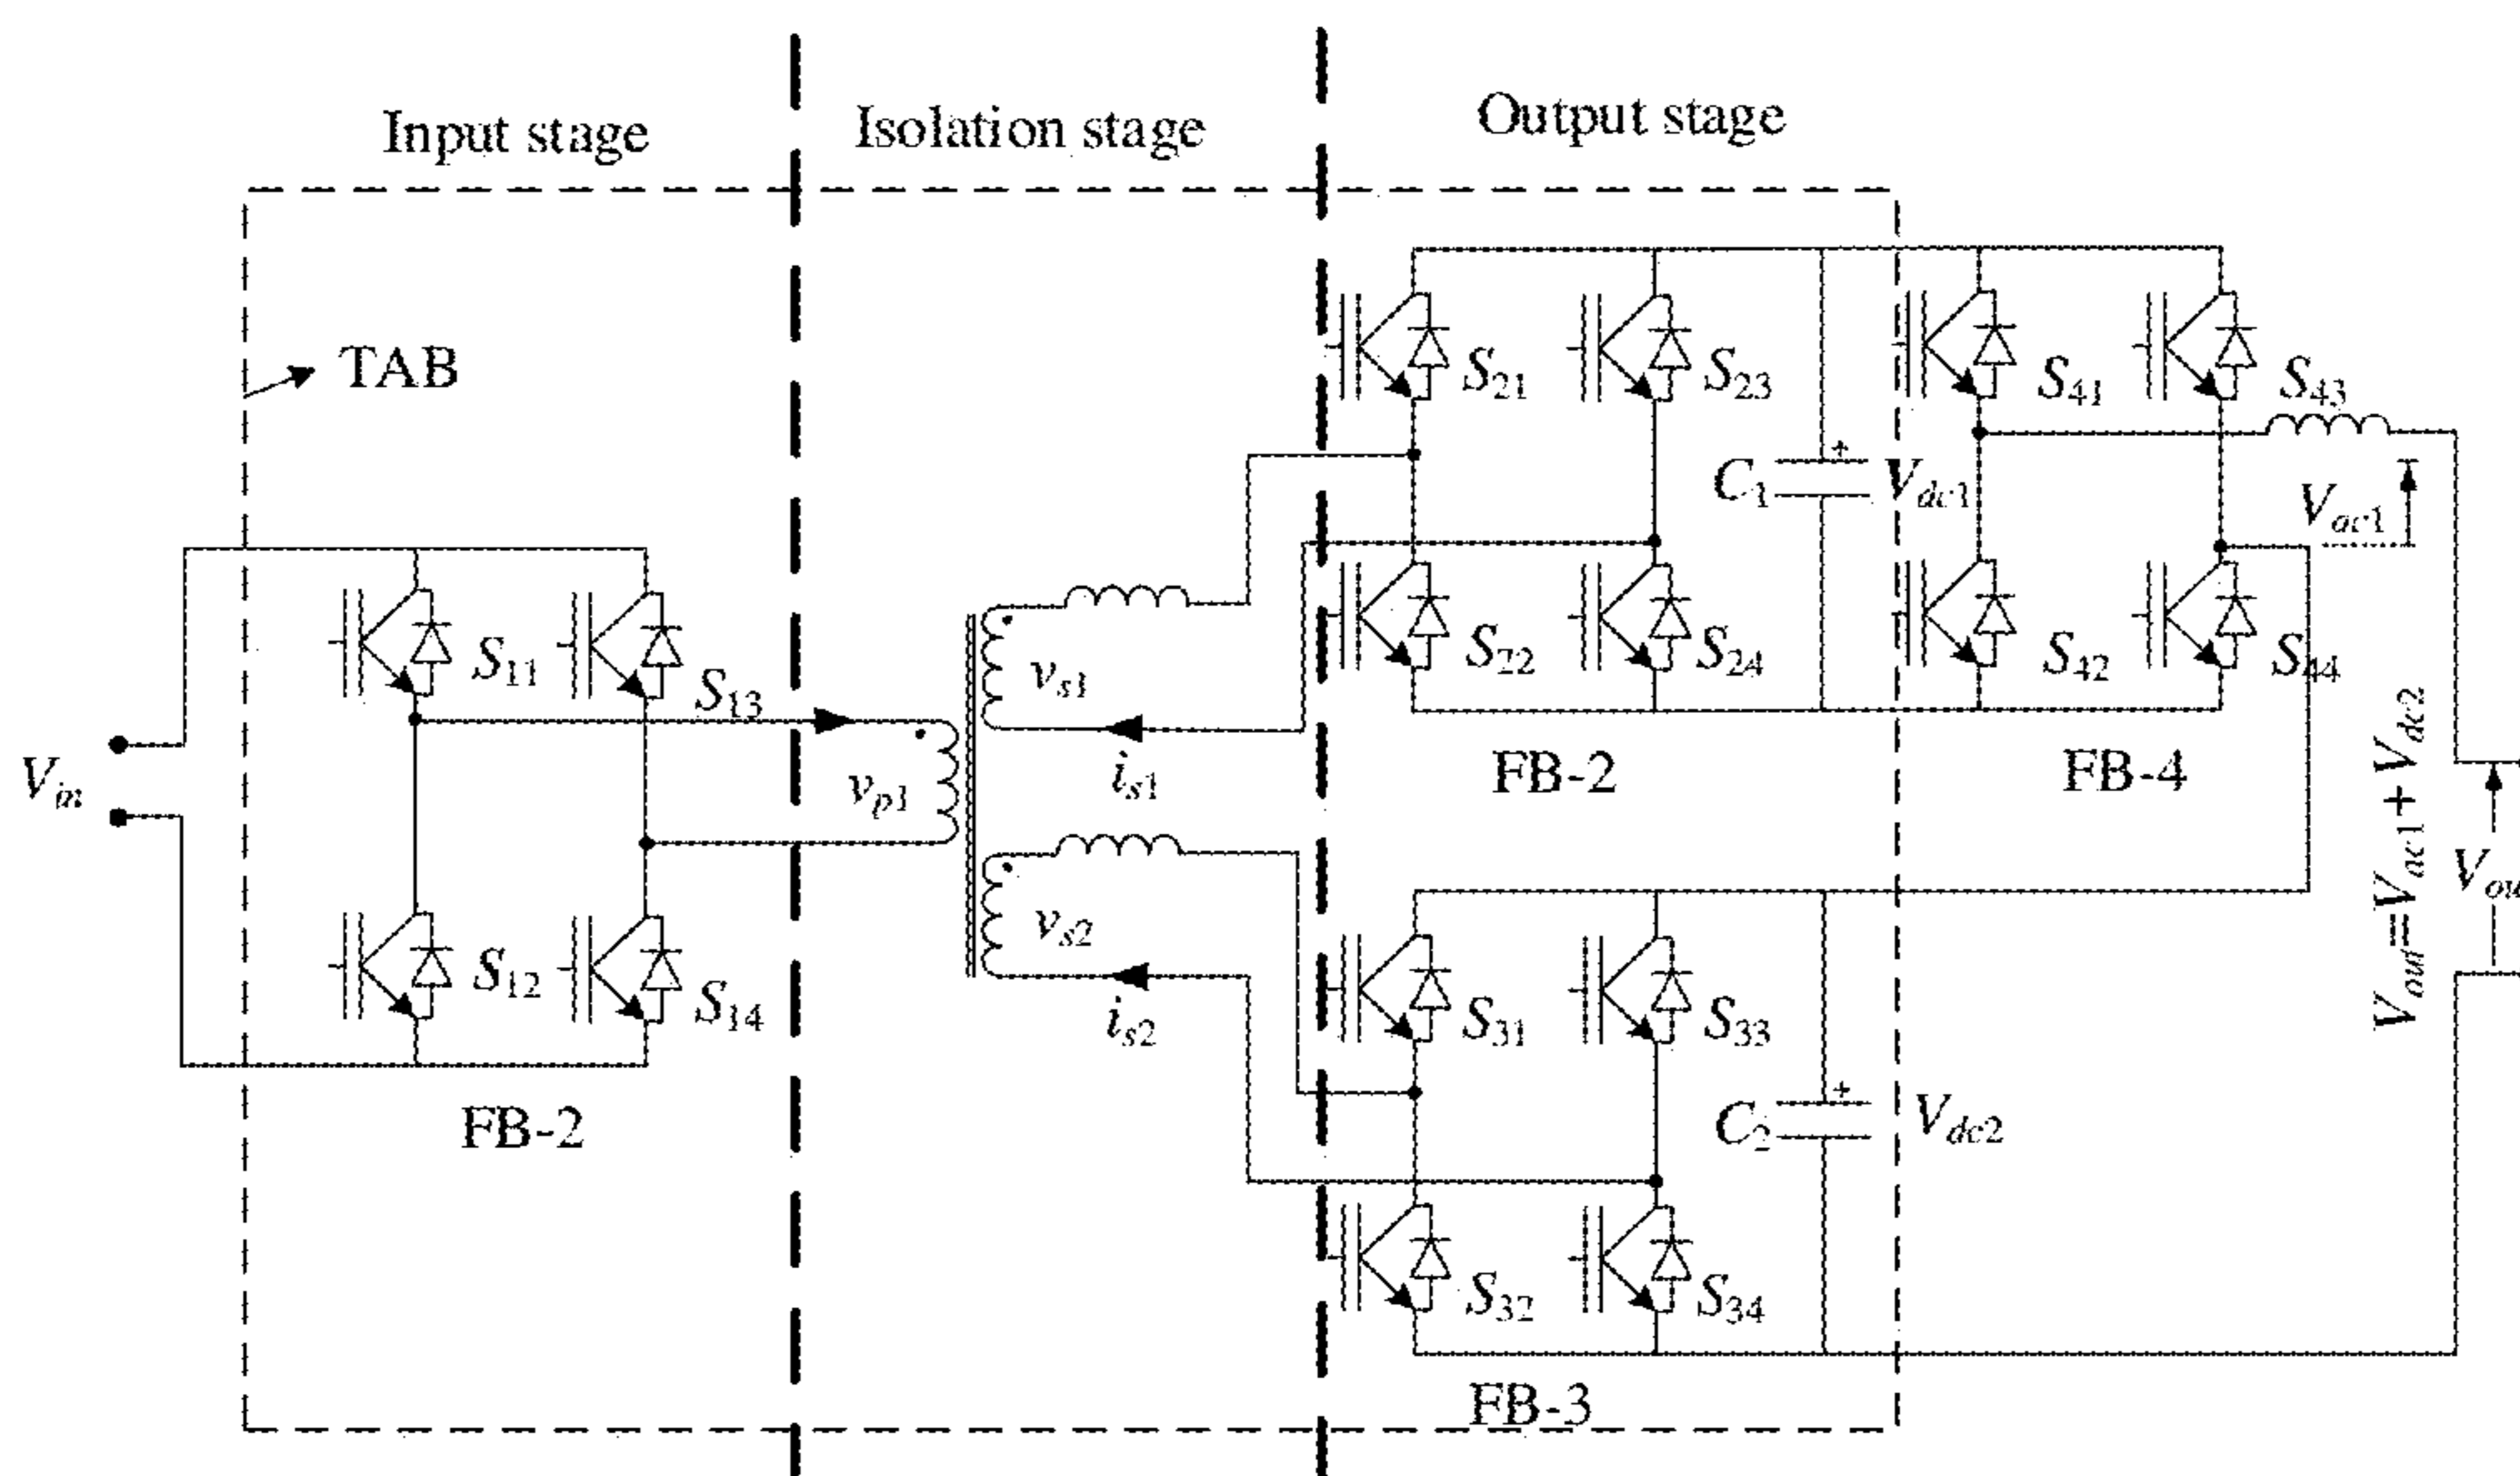 Input stage
Isolation stage
Output stage
TAB
S21
S23
S41
S43
C1
+
Vdc1
Vac1
S11
S13
vs1
S22
S24
S42
S44
Vin
vp1
is1
FB-2
FB-4
Vout=Vac1+Vdc2
Vou
vs2
S12
S14
is2
S31
S33
FB-2
C2
+
Vdc2
S32
S34
FB-3